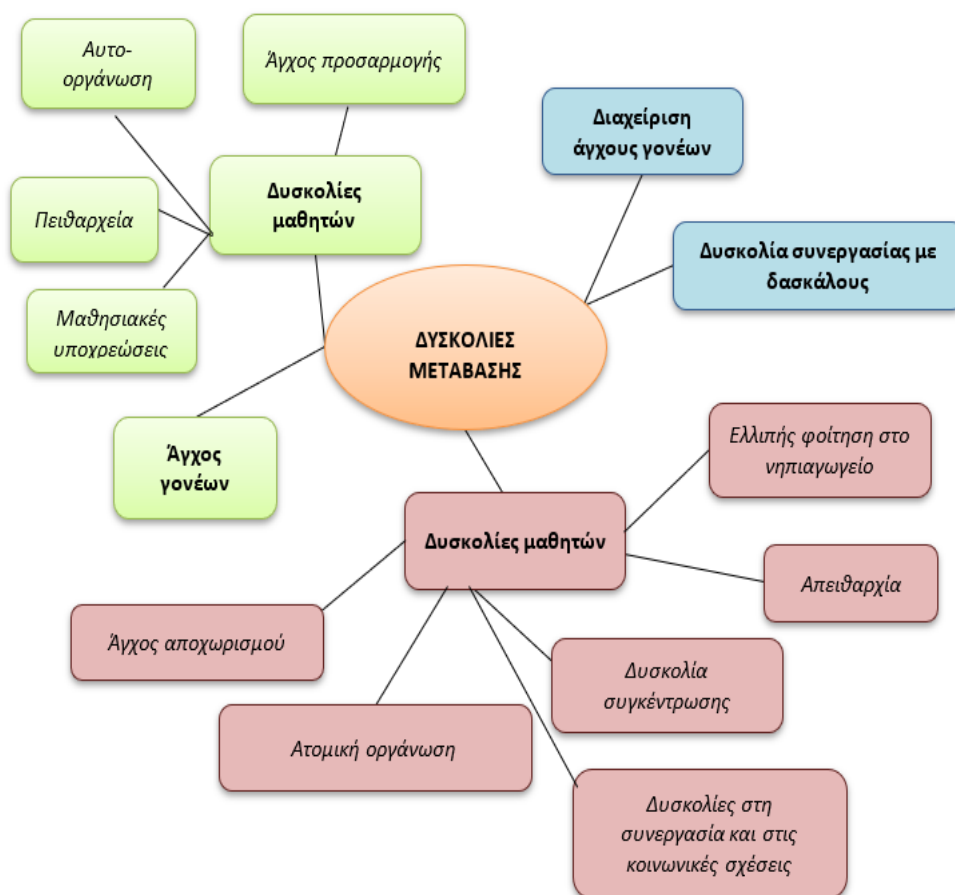 Αυτο-
οργάνωση
Άγχος προσαρμογής
Διαχείριση
άγχους γονέων
Πειθαρχεία
Δυσκολίες
μαθητών
Δυσκολία συνεργασίας με
δασκάλους
Μαθησιακές
υποχρεώσεις
ΔΥΣΚΟΛΙΕΣ
ΜΕΤΑΒΑΣΗΣ
Άγχος
γονέων
Ελλιπής φοίτηση στο
νηπιαγωγείο
Δυσκολίες μαθητών
Απειθαρχία
Άγχος αποχωρισμού
Δυσκολία
συγκέντρωσης
Ατομική οργάνωση
Δυσκολίες στη
συνεργασία και στις
κοινωνικές σχέσεις